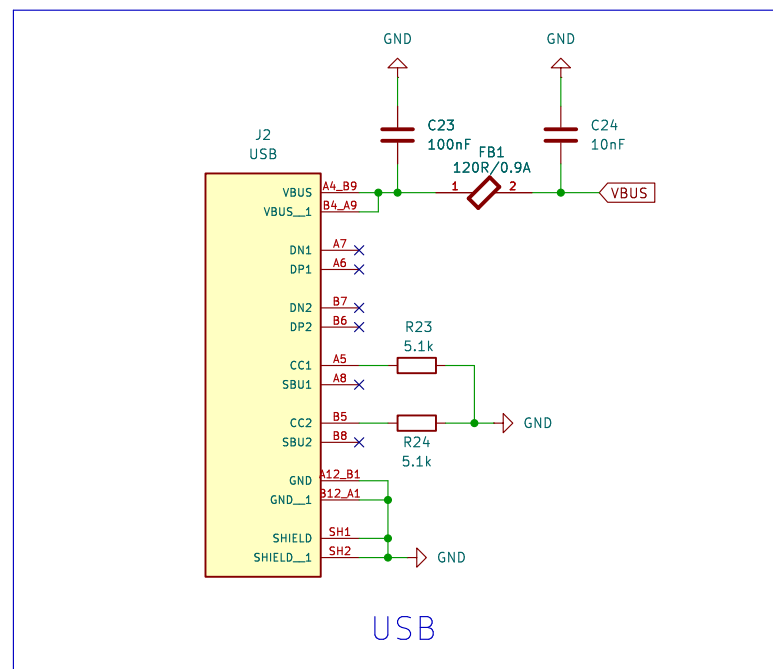 GND
GND
C23
100nF
C24
10nF
FB1
120R/0.9A
J2
USB
VBUS A4_B9
1 2
VBUS
VBUS__1 B4_A9
DN1 A7
DP1 A6
DN2 B7
DP2 B6
R23
5.1k
CC1 A5
SBU1 A8
CC2 B5
GND
SBU2 B8
R24
5.1k
GND A12_B1
GND__1 B12_A1
SHIELD SH1
SHIELD__1 SH2
GND
USB